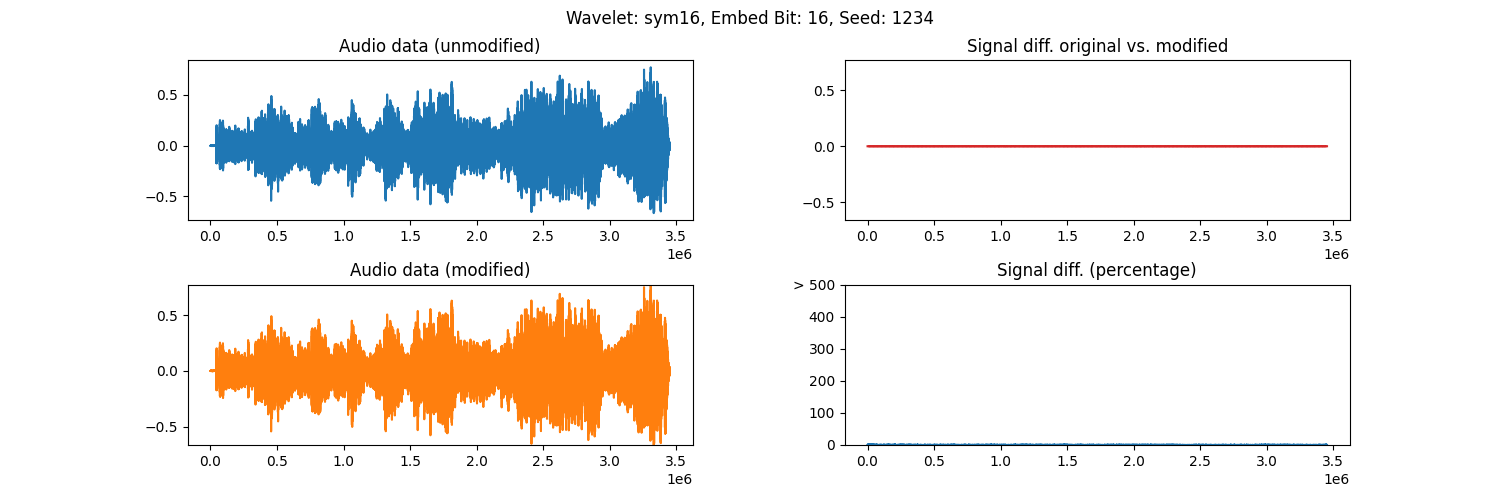 Wavelet: sym16, Embed Bit: 16, Seed: 1234
Audio data (unmodified)
0.5
0.0
−0.5
0.0 0.5 1.0 1.5 2.0 2.5 3.0 3.5
1e6
Signal diff. original vs. modified
0.5
0.0
−0.5
0.0 0.5 1.0 1.5 2.0 2.5 3.0 3.5
1e6
Audio data (modified)
0.5
0.0
−0.5
0.0 0.5 1.0 1.5 2.0 2.5 3.0 3.5
1e6
Signal diff. (percentage)
> 500
400
300
200
100
0
0.0 0.5 1.0 1.5 2.0 2.5 3.0 3.5
1e6